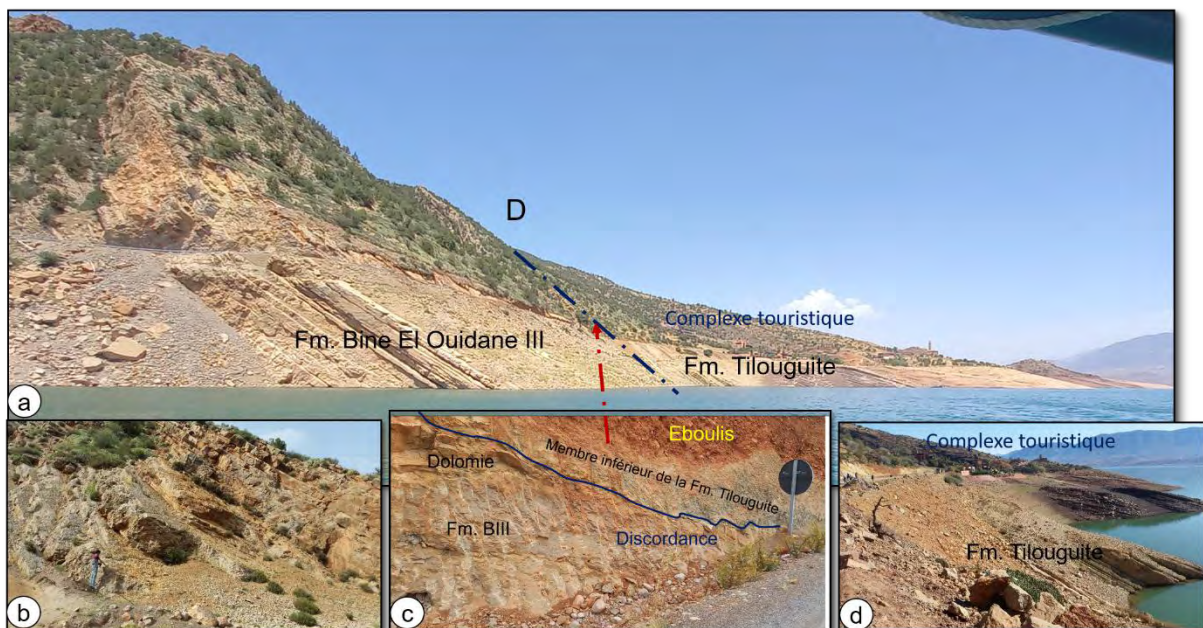 D
Complexe touristique
Fm. Bine El Ouidane III
Fm. Tilouguite
a
b
Eboulis
Dolomie
Membre inférieur de la Fm. Tilouguite
Fm. BIII
Discordance
c
Complexe touristique
Fm. Tilouguite
d